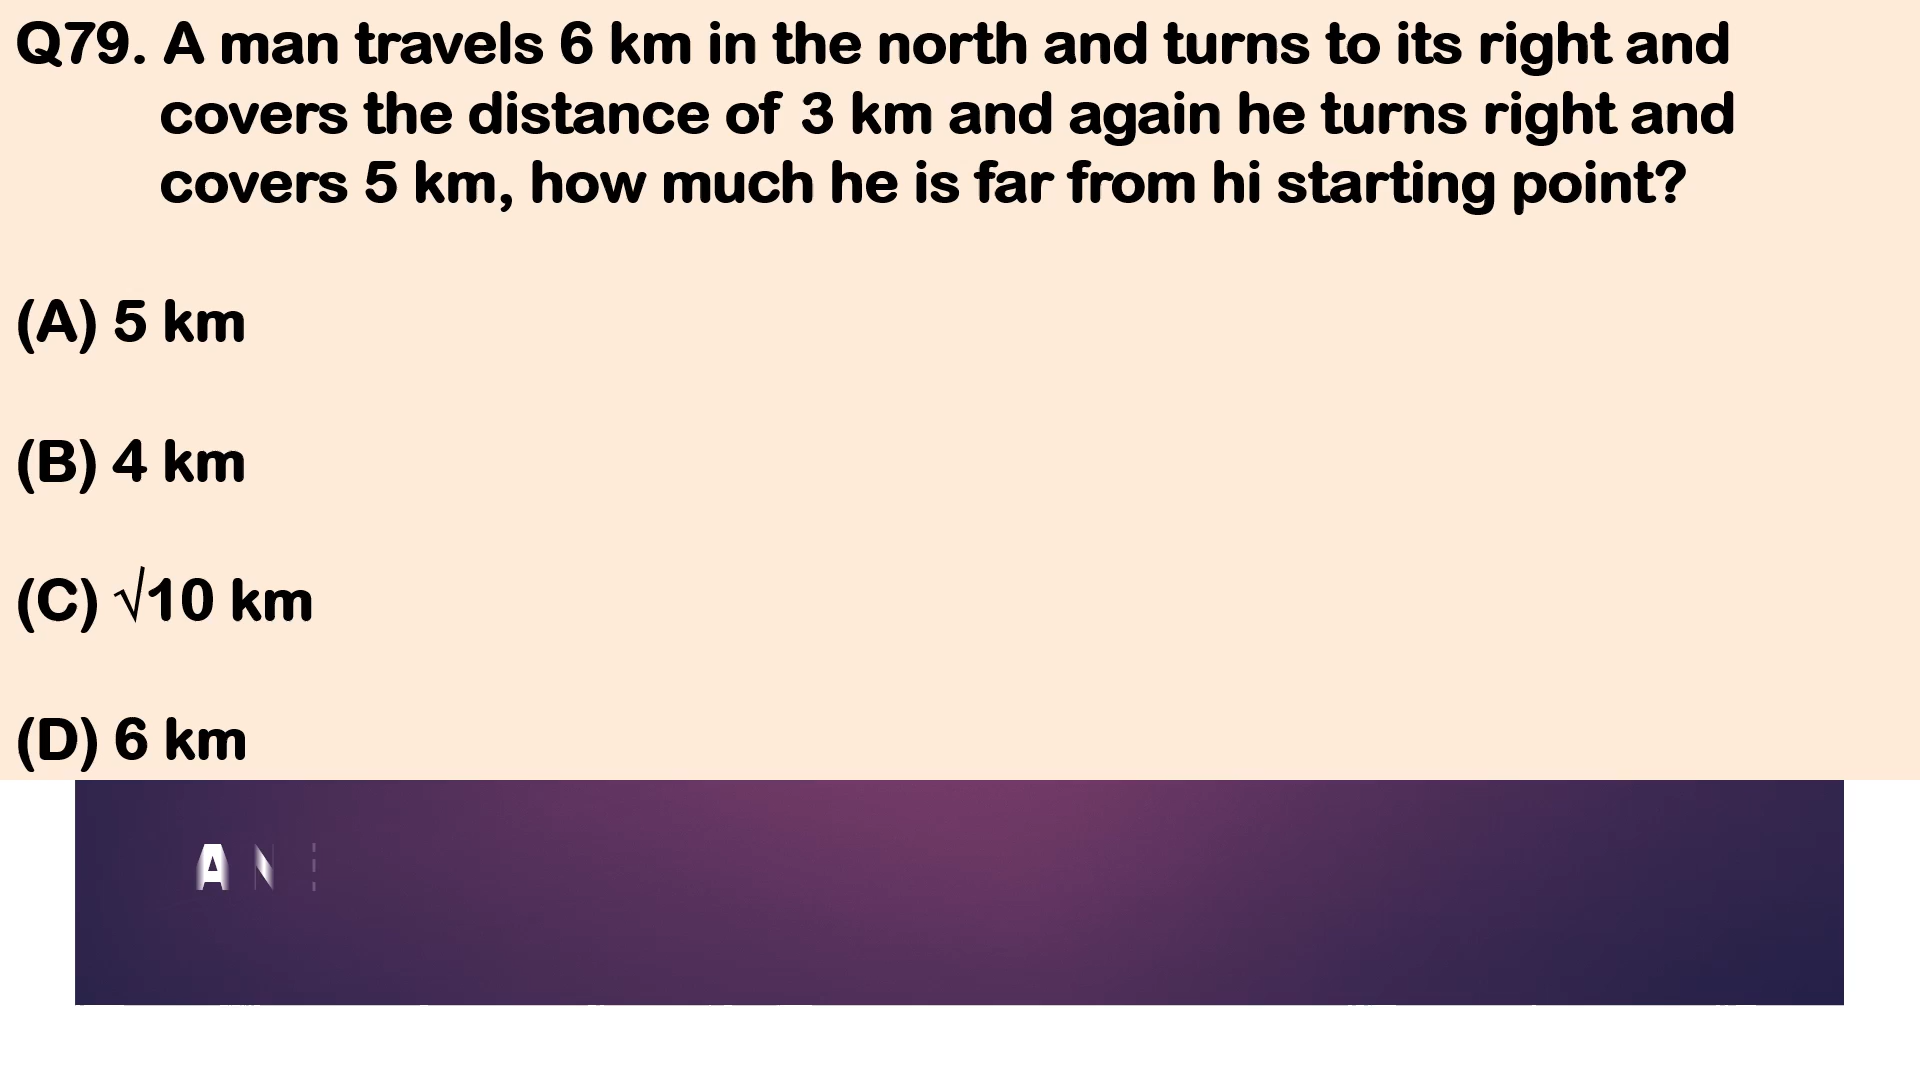 Q79. A man travels 6 km in the north and turns to its right and
covers the distance of 3 km and again he turns right and
covers 5 km, how much he is far from hi starting point?
(A) 5 km
(B) 4 km
(C) √10 km
(D) 6 km
A N